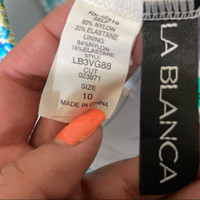 SELF
80% NYLON
20% ELASTANE
LINING
84% NYLON
16% ELASTANE
STYLE
LB3VG88
CUT
023871
SIZE
10
MADE IN CHINA
LA BLANCA